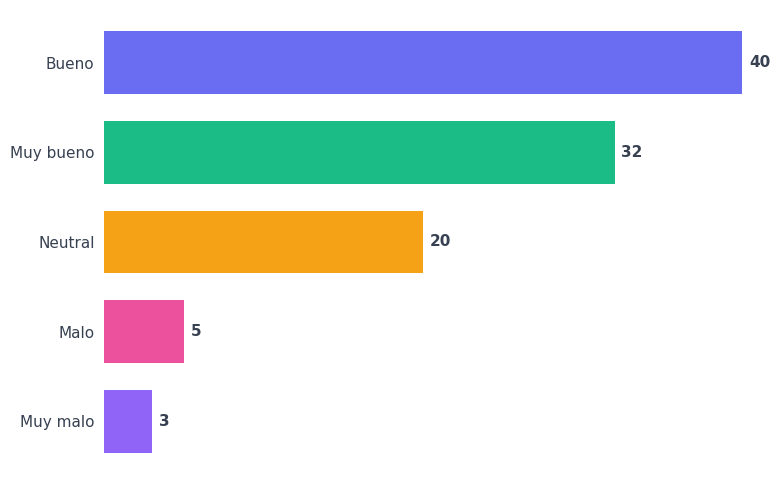 Bueno 40
Muy bueno 32
Neutral 20
Malo 5
Muy malo 3